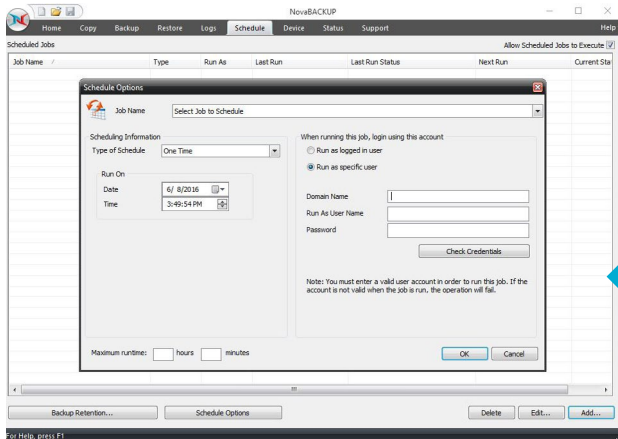 NovaBACKUP
Home Copy Backup Restore Logs Schedule Device Status Support Help
Scheduled Jobs Allow Scheduled Jobs to Execute
Job Name Type Run As Last Run Last Run Status Next Run Current Sta
Schedule Options
Job Name Select Job to Schedule
Scheduling Information When running this job, login using this account
Type of Schedule One Time Run as logged in user
Run as specific user
Run On
Date 6/ 8/2016 Domain Name
Time 3:49:54 PM Run As User Name
Password
Check Credentials
Note: You must enter a valid user account in order to run this job. If the
account is not valid when the job is run, the operation will fail.
Maximum runtime: hours minutes OK Cancel
Backup Retention... Schedule Options Delete Edit... Add...
For Help, press F1